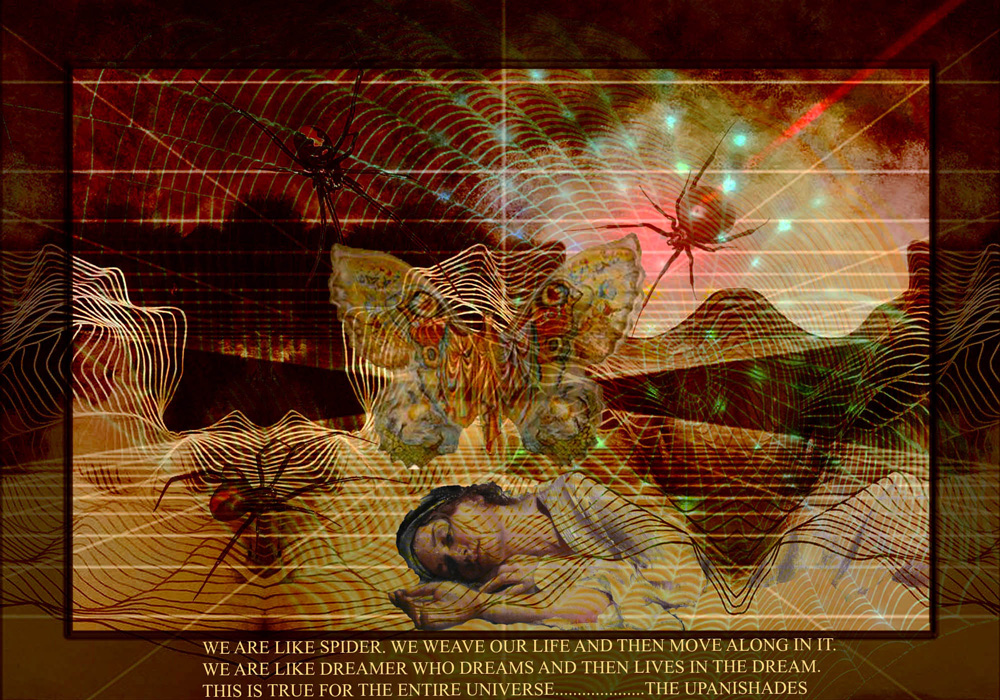 WE ARE LIKE SPIDER. WE WEAVE OUR LIFE AND THEN MOVE ALONG IN IT.
WE ARE LIKE DREAMER WHO DREAMS AND THEN LIVES IN THE DREAM.
THIS IS TRUE FOR THE ENTIRE UNIVERSE....................THE UPANISHADES